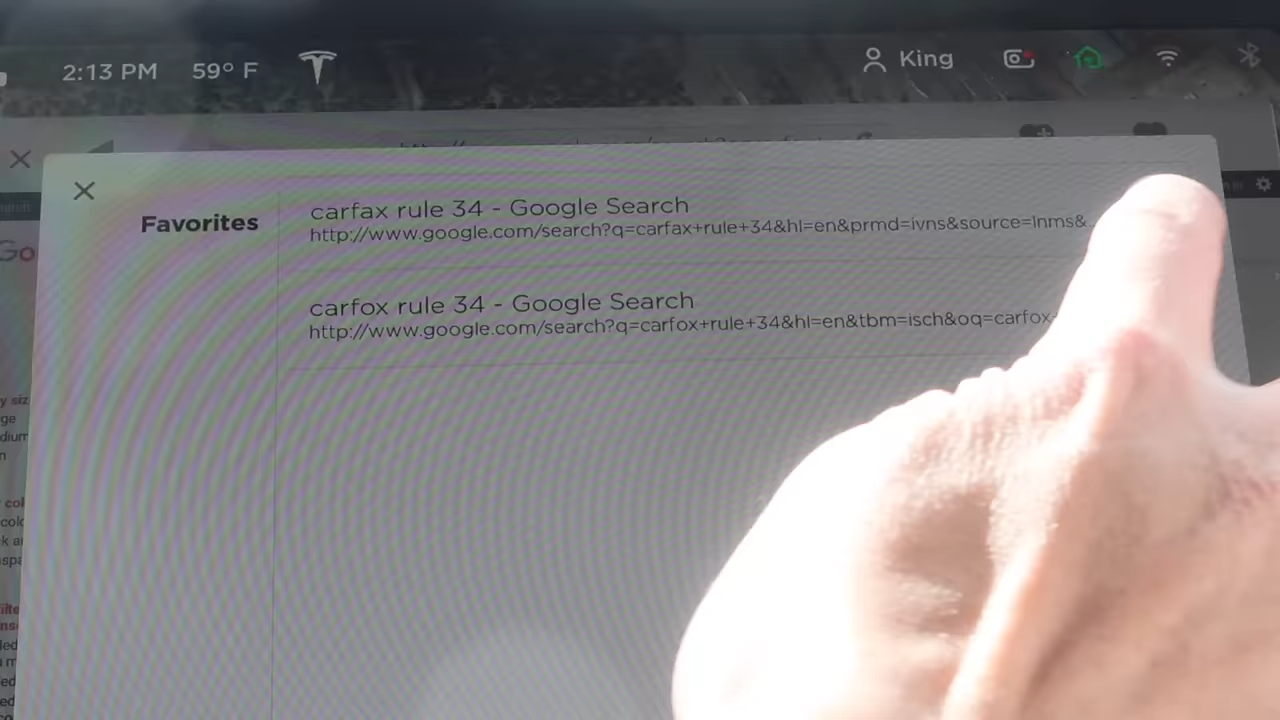 2:13 PM 59° F King
Favorites
carfax rule 34 - Google Search
http://www.google.com/search?q=carfax+rule+34&hl=en&prmd=ivns&source=lnms&...
carfox rule 34 - Google Search
http://www.google.com/search?q=carfox+rule+34&hl=en&tbm=isch&oq=carfox+
Go